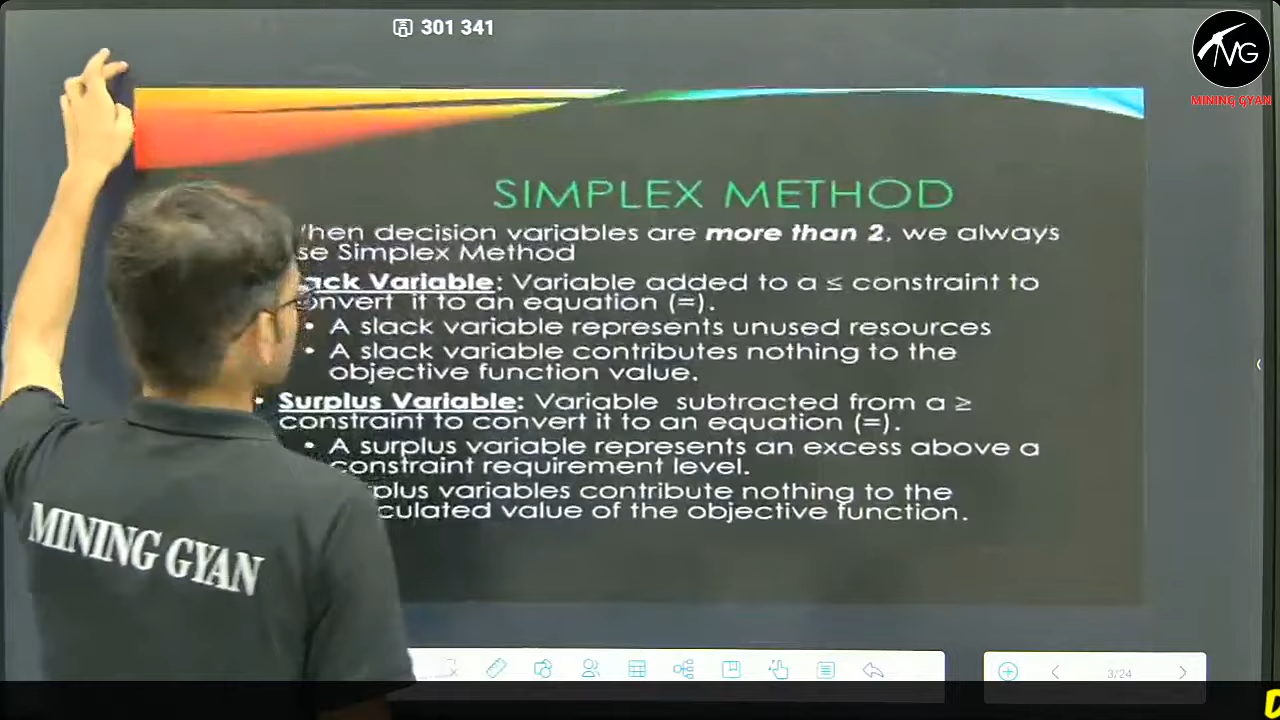 301 341
MVG
MINING GYAN
SIMPLEX METHOD
hen decision variables are more than 2, we always
se Simplex Method
ack Variable: Variable added to a ≤ constraint to
onvert it to an equation (=).
• A slack variable represents unused resources
• A slack variable contributes nothing to the
objective function value.
• Surplus Variable: Variable subtracted from a ≥
constraint to convert it to an equation (=).
• A surplus variable represents an excess above a
constraint requirement level.
plus variables contribute nothing to the
culated value of the objective function.
MINING GYAN
3/24